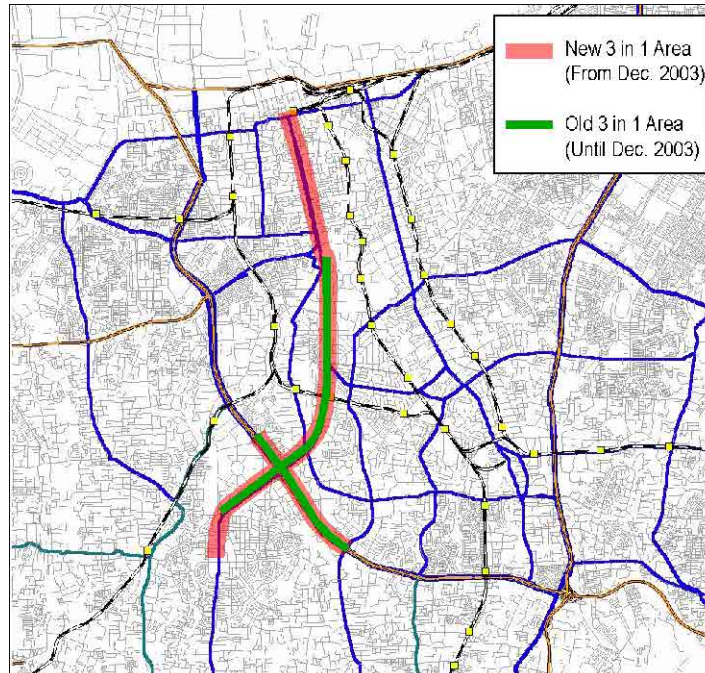 New 3 in 1 Area
(From Dec. 2003)
Old 3 in 1 Area
(Until Dec. 2003)